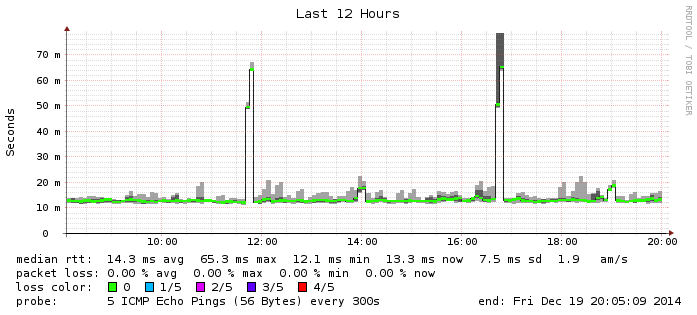 Last 12 Hours
RRDTOOL / TOBI OETIKER
Seconds
70 m
60 m
50 m
40 m
30 m
20 m
10 m
0
10:00 12:00 14:00 16:00 18:00 20:00
median rtt: 14.3 ms avg 65.3 ms max 12.1 ms min 13.3 ms now 7.5 ms sd 1.9 am/s
packet loss: 0.00 % avg 0.00 % max 0.00 % min 0.00 % now
loss color: 0 1/5 2/5 3/5 4/5
probe: 5 ICMP Echo Pings (56 Bytes) every 300s end: Fri Dec 19 20:05:09 2014